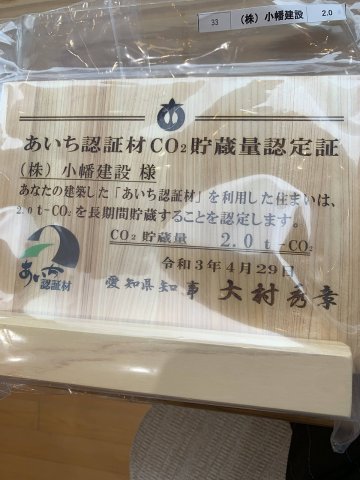 33 （株）小幡建設 2.0
あいち認証材CO₂貯蔵量認定証
（株）小幡建設 様
あなたの建築した「あいち認証材」を利用した住まいは、
2.0 t-CO₂を長期間貯蔵することを認定します。
CO₂ 貯蔵量 2.0 t-CO₂
令和3年4月29日
愛知県知事 大村秀章
あいち
認証材